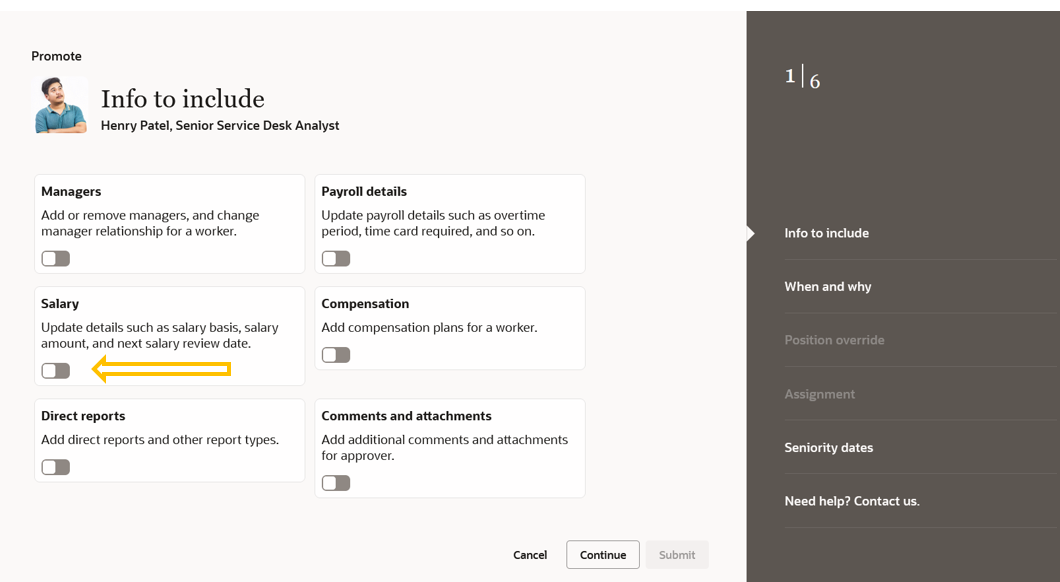 Promote
Info to include
Henry Patel, Senior Service Desk Analyst
Managers
Add or remove managers, and change
manager relationship for a worker.
Payroll details
Update payroll details such as overtime
period, time card required, and so on.
Salary
Update details such as salary basis, salary
amount, and next salary review date.
Compensation
Add compensation plans for a worker.
Direct reports
Add direct reports and other report types.
Comments and attachments
Add additional comments and attachments
for approver.
Cancel
Continue
Submit
1|6
Info to include
When and why
Position override
Assignment
Seniority dates
Need help? Contact us.